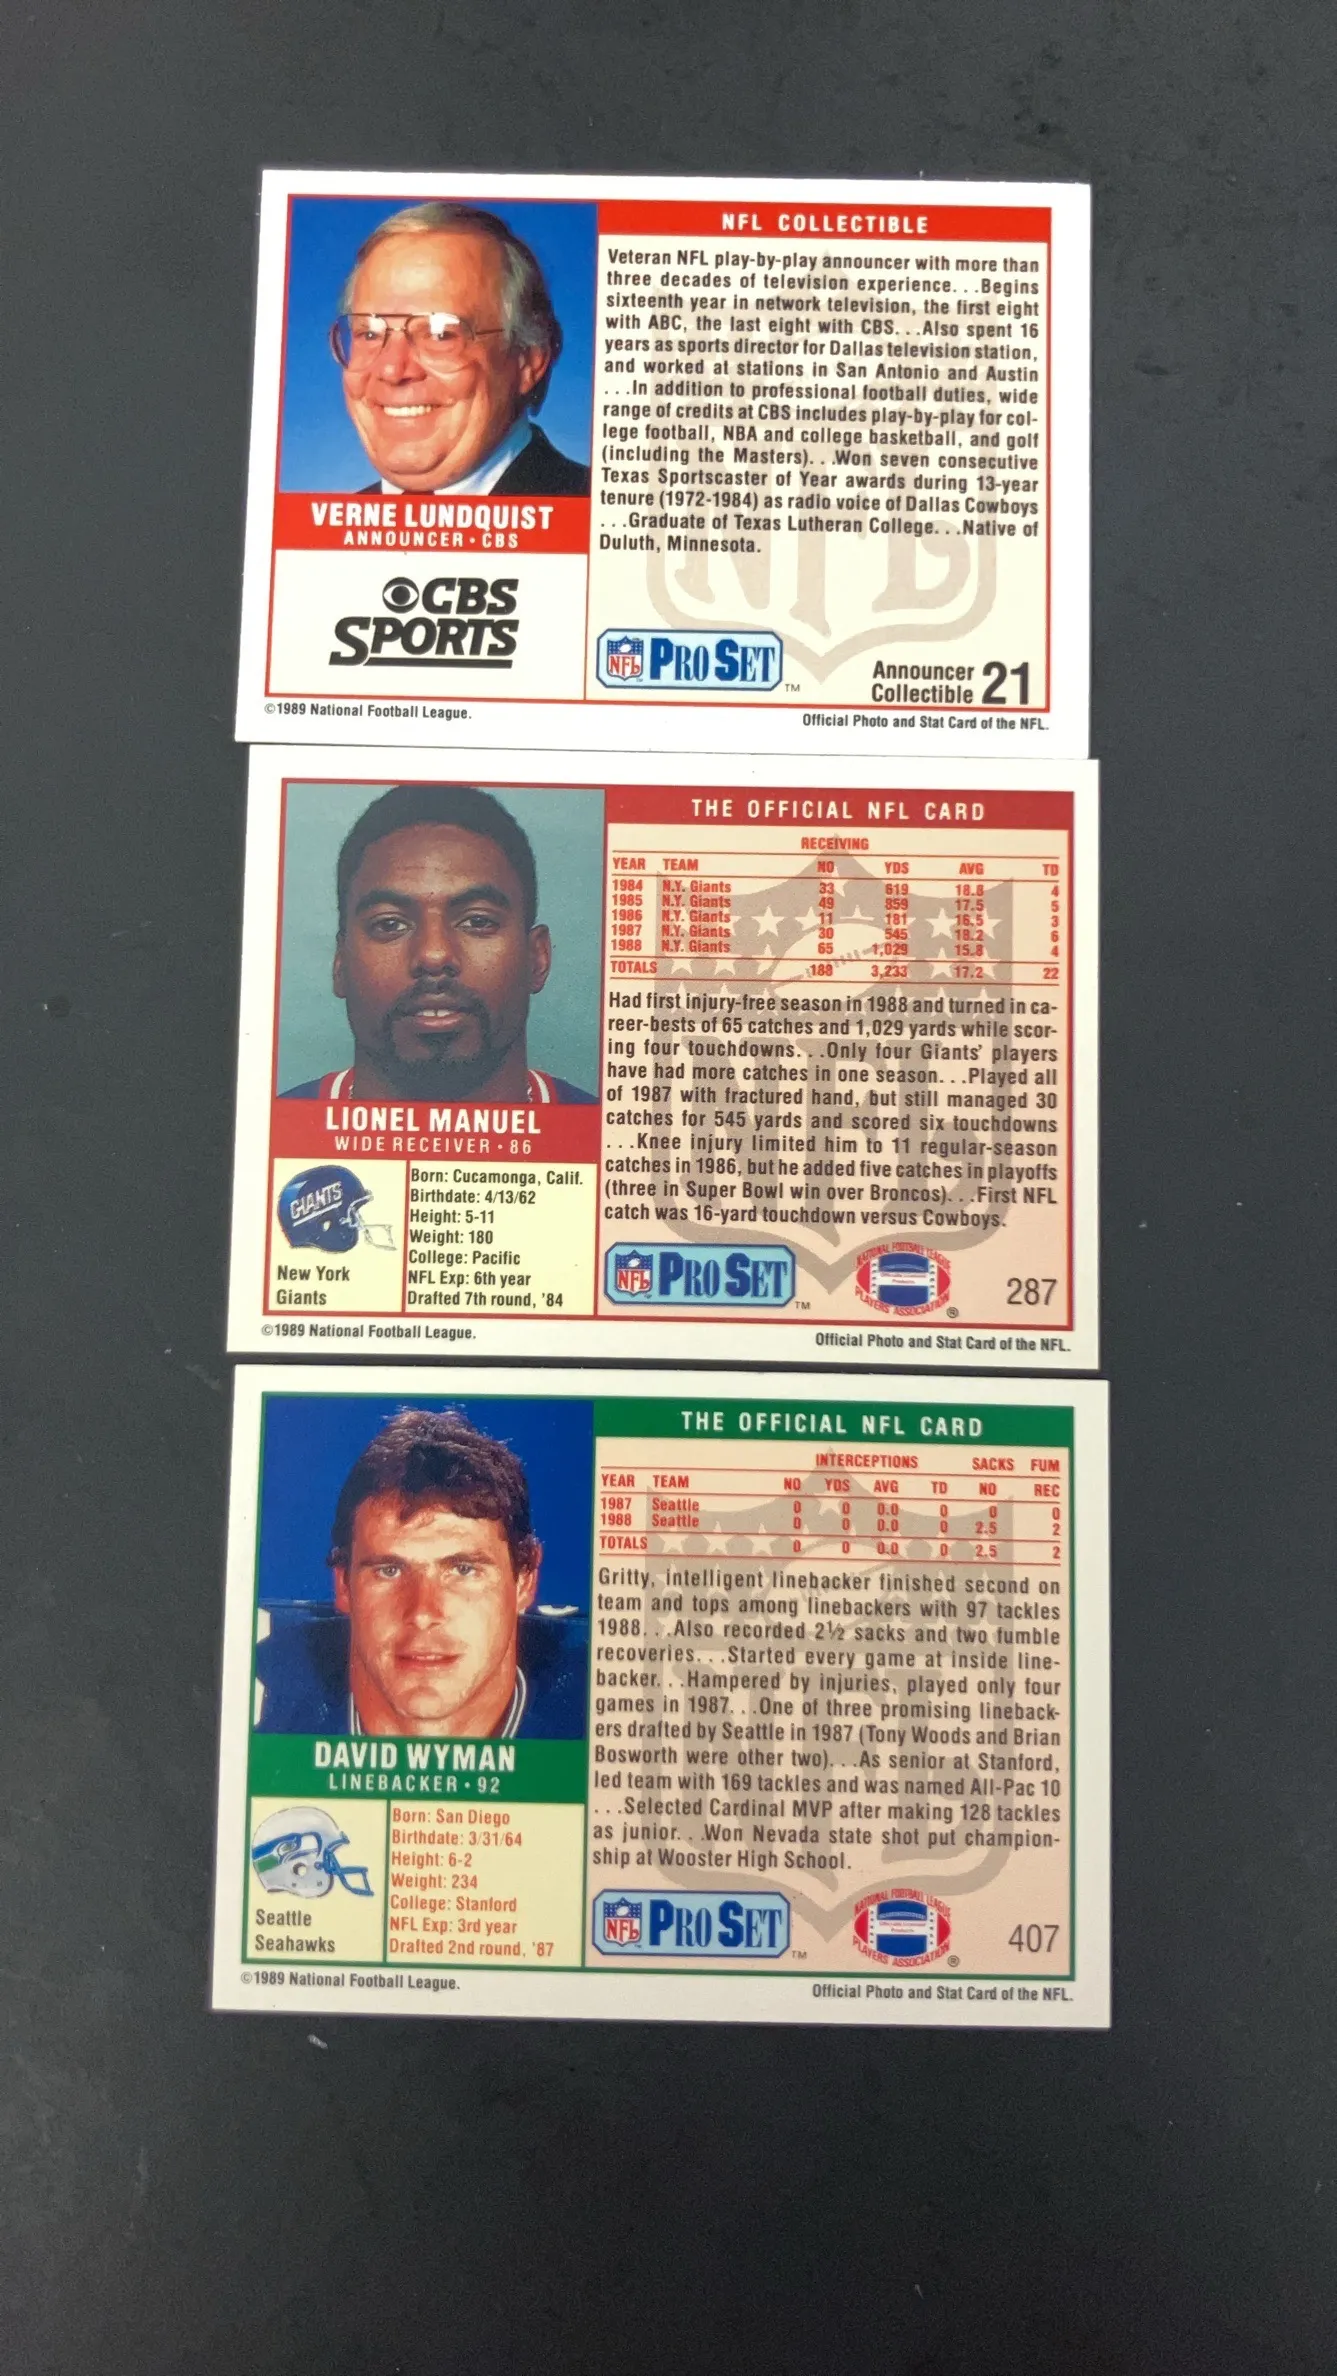 NFL COLLECTIBLE
Veteran NFL play-by-play announcer with more than
three decades of television experience. . .Begins
sixteenth year in network television, the first eight
with ABC, the last eight with CBS. . .Also spent 16
years as sports director for Dallas television station,
and worked at stations in San Antonio and Austin
. . .In addition to professional football duties, wide
range of credits at CBS includes play-by-play for col-
lege football, NBA and college basketball, and golf
(including the Masters). . .Won seven consecutive
Texas Sportscaster of Year awards during 13-year
tenure (1972-1984) as radio voice of Dallas Cowboys
. . .Graduate of Texas Lutheran College. . .Native of
Duluth, Minnesota.
VERNE LUNDQUIST
ANNOUNCER • CBS
CBS
SPORTS
NFL PRO SET TM
Announcer
Collectible 21
©1989 National Football League.
Official Photo and Stat Card of the NFL.
THE OFFICIAL NFL CARD
RECEIVING
YEAR TEAM NO YDS AVG TD
1984 N.Y. Giants 33 619 18.8 4
1985 N.Y. Giants 49 859 17.5 5
1986 N.Y. Giants 11 181 16.5 3
1987 N.Y. Giants 30 545 18.2 6
1988 N.Y. Giants 65 1,029 15.8 4
TOTALS 188 3,233 17.2 22
Had first injury-free season in 1988 and turned in ca-
reer-bests of 65 catches and 1,029 yards while scor-
ing four touchdowns. . .Only four Giants' players
have had more catches in one season. . .Played all
of 1987 with fractured hand, but still managed 30
catches for 545 yards and scored six touchdowns
. . .Knee injury limited him to 11 regular-season
catches in 1986, but he added five catches in playoffs
(three in Super Bowl win over Broncos). . .First NFL
catch was 16-yard touchdown versus Cowboys.
LIONEL MANUEL
WIDE RECEIVER • 86
GIANTS
New York
Giants
Born: Cucamonga, Calif.
Birthdate: 4/13/62
Height: 5-11
Weight: 180
College: Pacific
NFL Exp: 6th year
Drafted 7th round, '84
NFL PRO SET TM
NATIONAL FOOTBALL LEAGUE
Officially Licensed
Products
PLAYERS ASSOCIATION ®
287
©1989 National Football League.
Official Photo and Stat Card of the NFL.
THE OFFICIAL NFL CARD
INTERCEPTIONS SACKS FUM
YEAR TEAM NO YDS AVG TD NO REC
1987 Seattle 0 0 0.0 0 0 0
1988 Seattle 0 0 0.0 0 2.5 2
TOTALS 0 0 0.0 0 2.5 2
Gritty, intelligent linebacker finished second on
team and tops among linebackers with 97 tackles
1988. . .Also recorded 2½ sacks and two fumble
recoveries. . .Started every game at inside line-
backer. . .Hampered by injuries, played only four
games in 1987. . .One of three promising lineback-
ers drafted by Seattle in 1987 (Tony Woods and Brian
Bosworth were other two). . .As senior at Stanford,
led team with 169 tackles and was named All-Pac 10
. . .Selected Cardinal MVP after making 128 tackles
as junior. . .Won Nevada state shot put champion-
ship at Wooster High School.
DAVID WYMAN
LINEBACKER • 92
Seattle
Seahawks
Born: San Diego
Birthdate: 3/31/64
Height: 6-2
Weight: 234
College: Stanford
NFL Exp: 3rd year
Drafted 2nd round, '87
NFL PRO SET TM
NATIONAL FOOTBALL LEAGUE
Officially Licensed
Products
PLAYERS ASSOCIATION ®
407
©1989 National Football League.
Official Photo and Stat Card of the NFL.